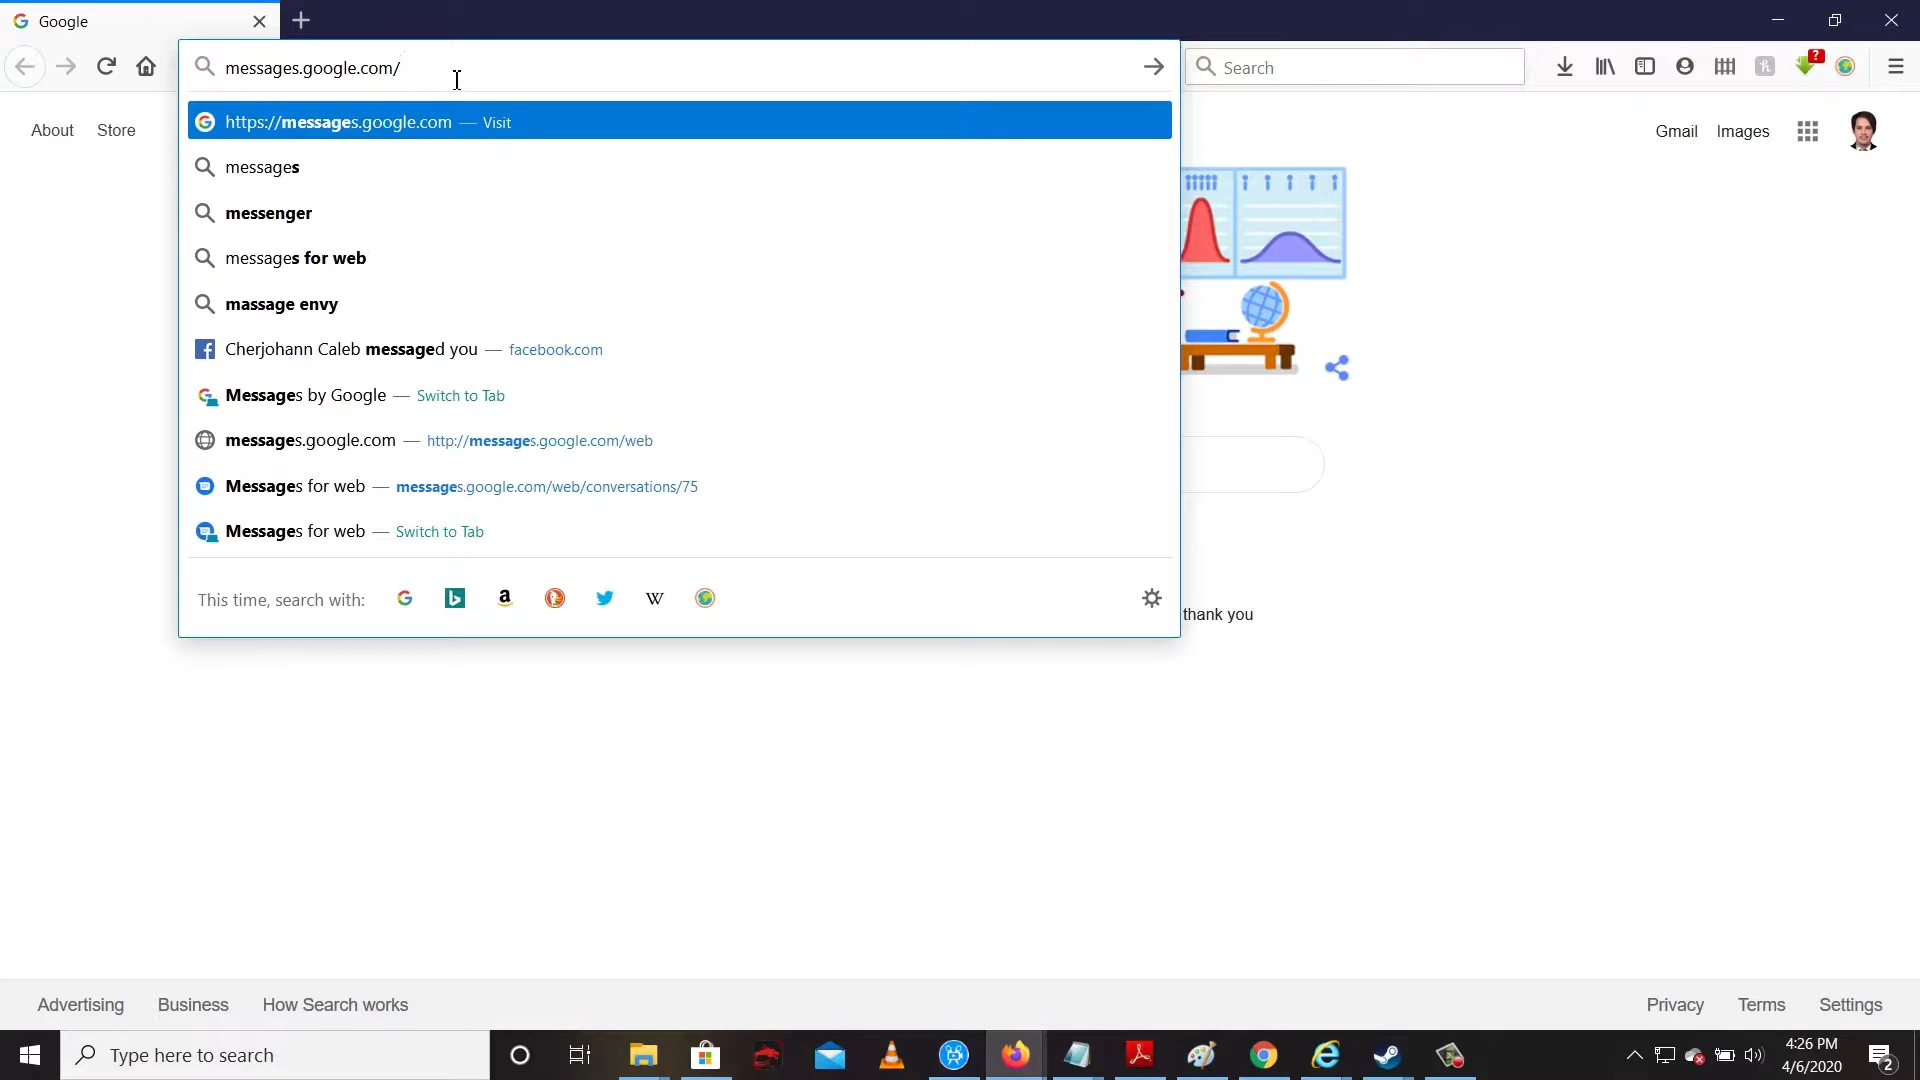 Google
messages.google.com/
Search
https://messages.google.com — Visit
messages
messenger
messages for web
massage envy
Cherjohann Caleb messaged you — facebook.com
Messages by Google — Switch to Tab
messages.google.com — http://messages.google.com/web
Messages for web — messages.google.com/web/conversations/75
Messages for web — Switch to Tab
This time, search with:
About Store
Gmail Images
thank you
Advertising Business How Search works
Privacy Terms Settings
Type here to search
4:26 PM
4/6/2020
2